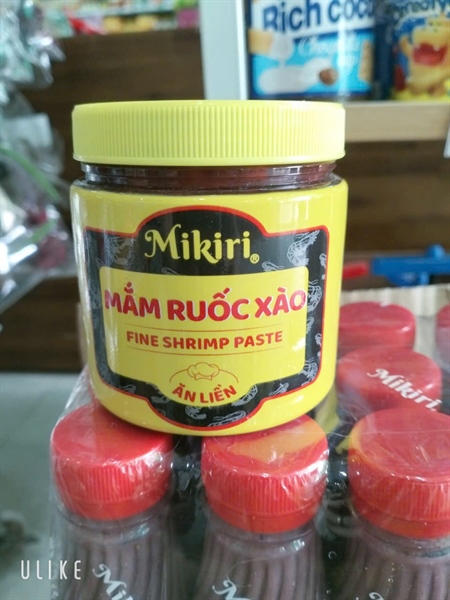 Rich coco
Mikiri®
MẮM RUỐC XÀO
FINE SHRIMP PASTE
ĂN LIỀN
Mikiri
ULIKE